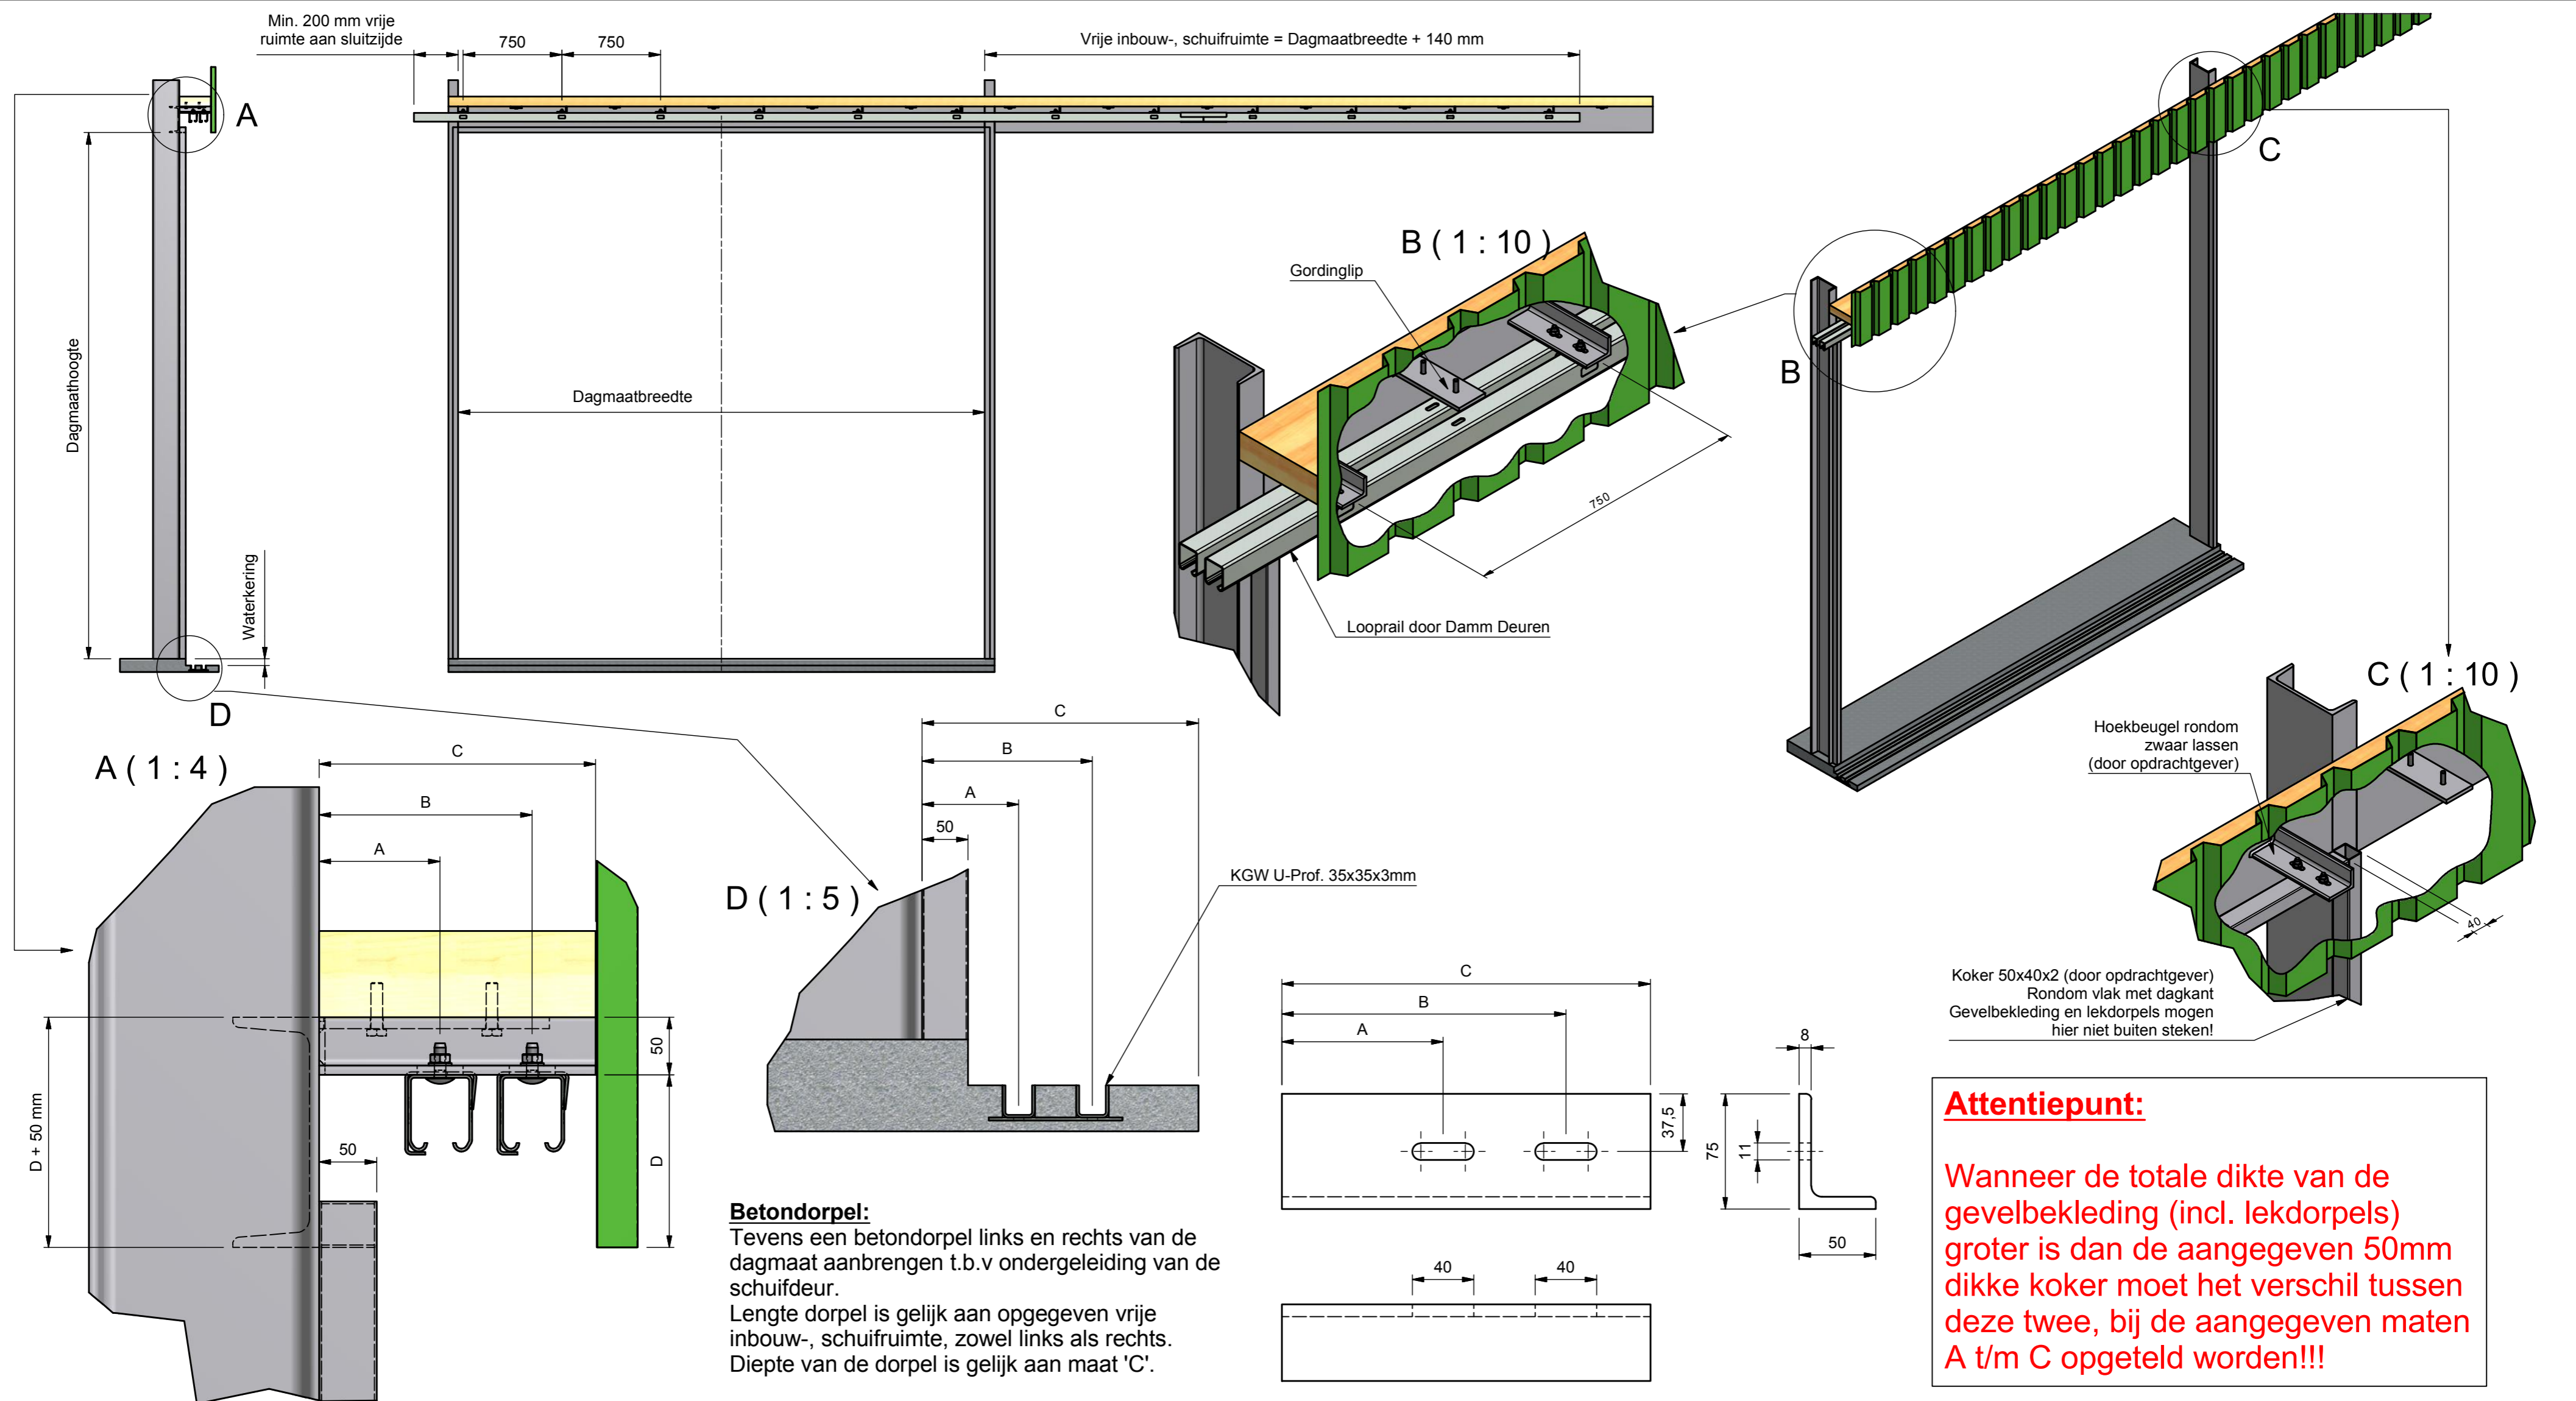 Min. 200 mm vrije
ruimte aan sluitzijde
750
750
Vrije inbouw-, schuifruimte = Dagmaatbreedte + 140 mm
A
Dagmaathoogte
Dagmaatbreedte
Waterkering
D
B ( 1 : 10 )
Gordinglip
750
Looprail door Damm Deuren
B
C
C ( 1 : 10 )
Hoekbeugel rondom
zwaar lassen
(door opdrachtgever)
40
Koker 50x40x2 (door opdrachtgever)
Rondom vlak met dagkant
Gevelbekleding en lekdorpels mogen
hier niet buiten steken!
A ( 1 : 4 )
C
B
A
50
D + 50 mm
50
D
D ( 1 : 5 )
C
B
A
50
KGW U-Prof. 35x35x3mm
C
B
A
37,5
75
8
11
50
40
40
Betondorpel:
Tevens een betondorpel links en rechts van de
dagmaat aanbrengen t.b.v ondergeleiding van de
schuifdeur.
Lengte dorpel is gelijk aan opgegeven vrije
inbouw-, schuifruimte, zowel links als rechts.
Diepte van de dorpel is gelijk aan maat 'C'.
Attentiepunt:
Wanneer de totale dikte van de
gevelbekleding (incl. lekdorpels)
groter is dan de aangegeven 50mm
dikke koker moet het verschil tussen
deze twee, bij de aangegeven maten
A t/m C opgeteld worden!!!